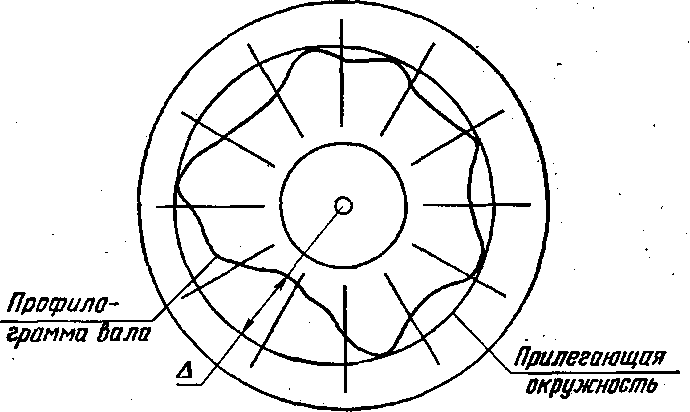 Профило-
грамма вала
Δ
Прилегающая
окружность